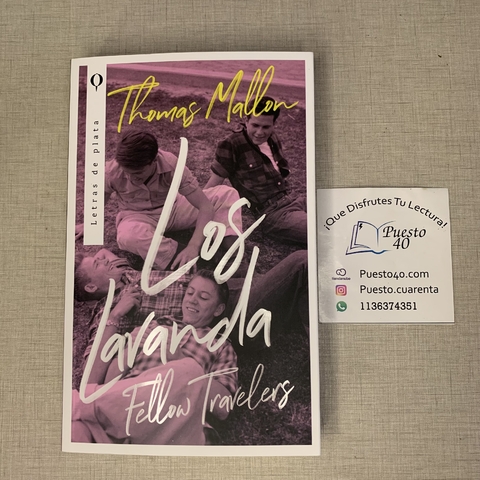 Thomas Mallon
Letras de plata
Los
Lavanda
Fellow Travelers
¡Que Disfrutes Tu Lectura!
Puesto
40
Puesto40.com
Puesto.cuarenta
1136374351